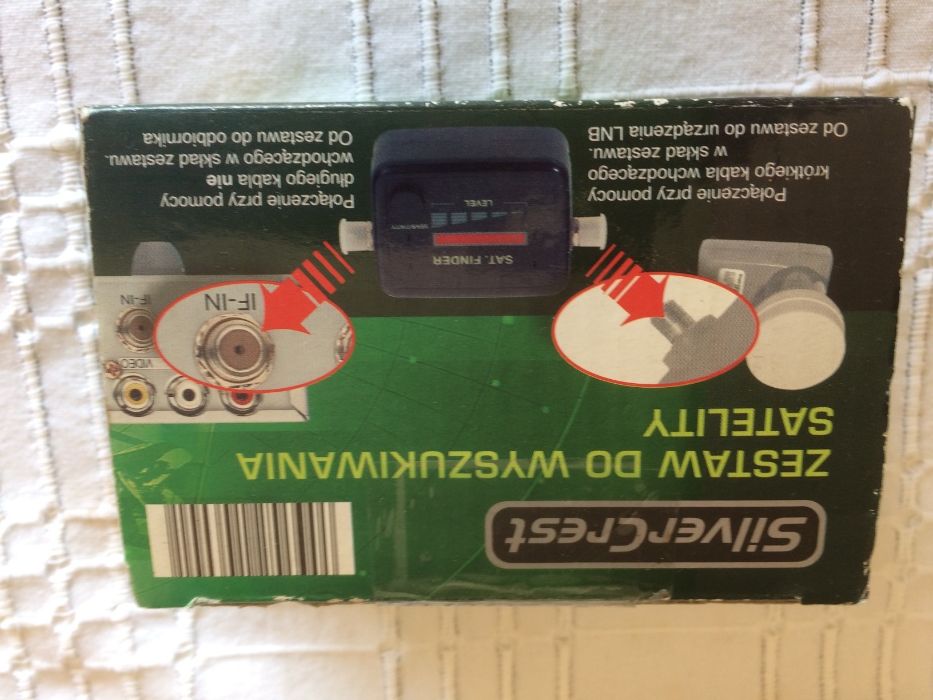 SilverCrest
ZESTAW DO WYSZUKIWANIA
SATELITY
IF-IN
VIDEO
IF-IN
SAT. FINDER
SENSITIVITY
LEVEL
Połączenie przy pomocy
krótkiego kabla wchodzącego
w skład zestawu.
Od zestawu do urządzenia LNB
Połączenie przy pomocy
długiego kabla nie
wchodzącego w skład zestawu.
Od zestawu do odbiornika